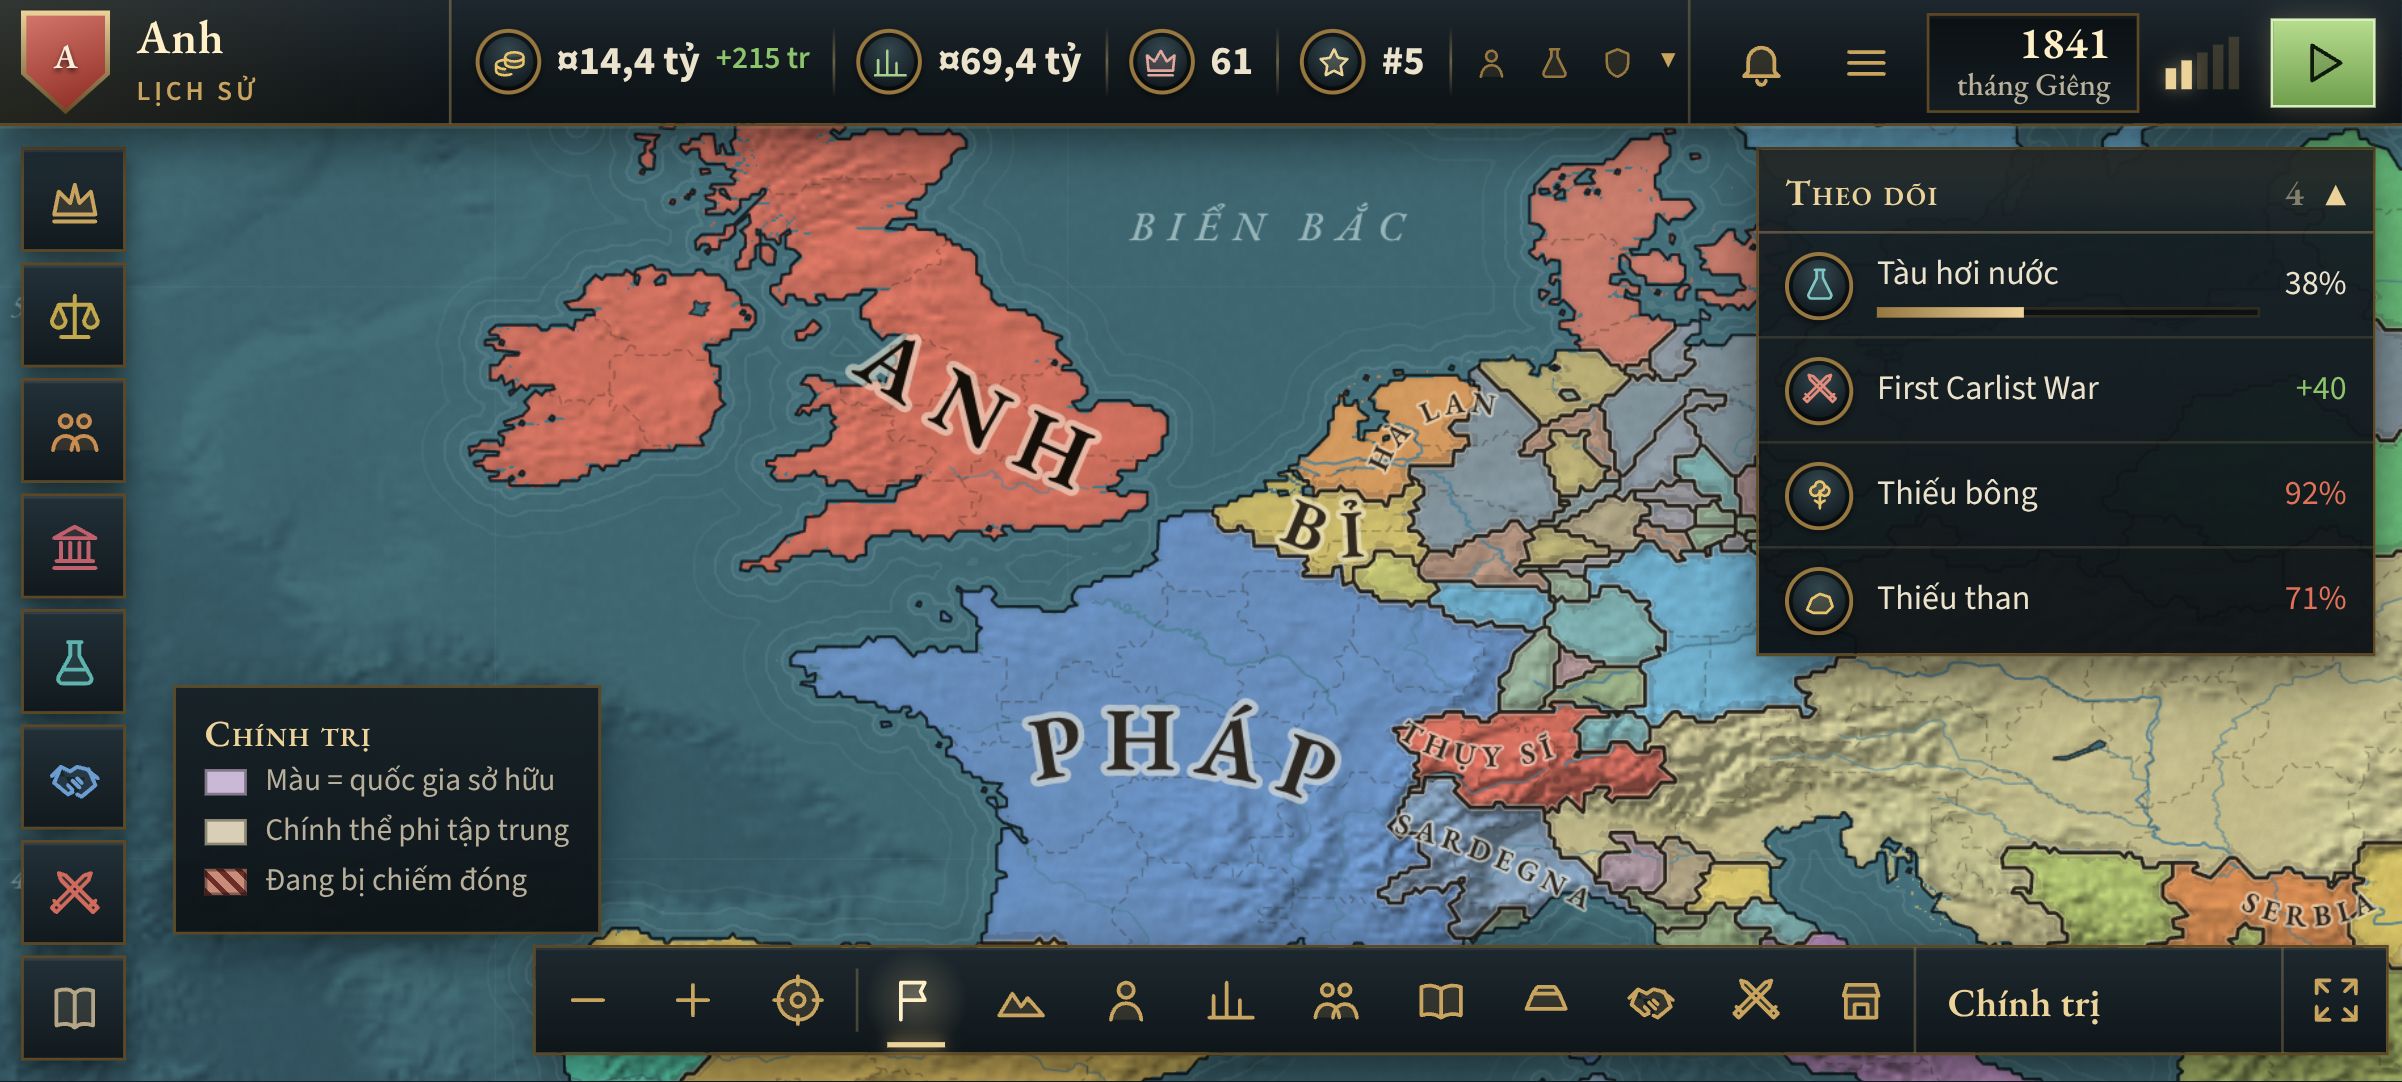 A
Anh
LỊCH SỬ
¤14,4 tỷ +215 tr
¤69,4 tỷ
61
#5
1841
tháng Giêng
BIỂN BẮC
THEO DÕI
4
Tàu hơi nước
38%
First Carlist War
+40
Thiếu bông
92%
Thiếu than
71%
ANH
HÀ LAN
BỈ
PHÁP
THỤY SĨ
SARDEGNA
SERBIA
CHÍNH TRỊ
Màu = quốc gia sở hữu
Chính thể phi tập trung
Đang bị chiếm đóng
Chính trị